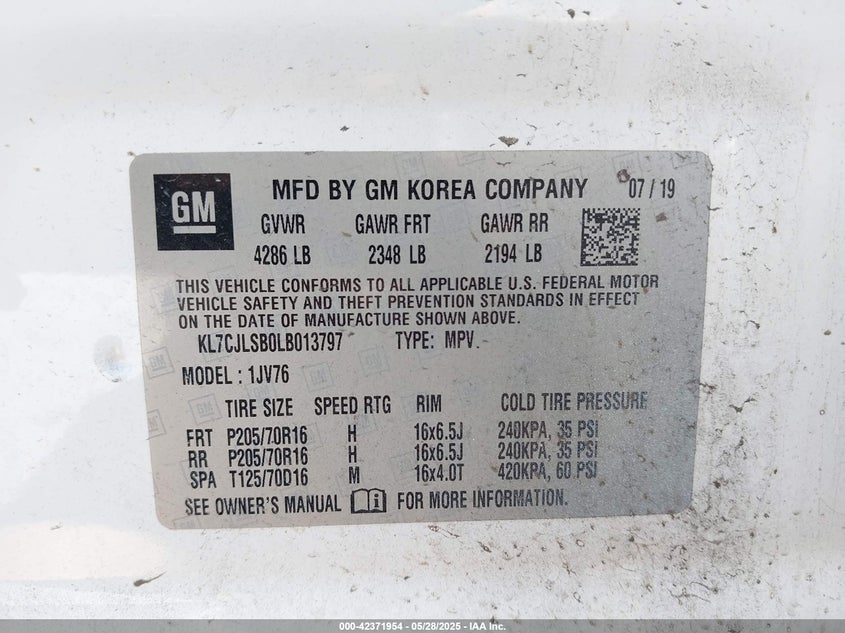 GM
MFD BY GM KOREA COMPANY 07/19
GVWR GAWR FRT GAWR RR
4286 LB 2348 LB 2194 LB
THIS VEHICLE CONFORMS TO ALL APPLICABLE U.S. FEDERAL MOTOR
VEHICLE SAFETY AND THEFT PREVENTION STANDARDS IN EFFECT
ON THE DATE OF MANUFACTURE SHOWN ABOVE.
KL7CJLSB0LB013797 TYPE: MPV
MODEL : 1JV76
TIRE SIZE SPEED RTG RIM COLD TIRE PRESSURE
FRT P205/70R16 H 16x6.5J 240KPA, 35 PSI
RR P205/70R16 H 16x6.5J 240KPA, 35 PSI
SPA T125/70D16 M 16x4.0T 420KPA, 60 PSI
SEE OWNER'S MANUAL FOR MORE INFORMATION.
000-42371954 | 05/28/2025 - IAA Inc.